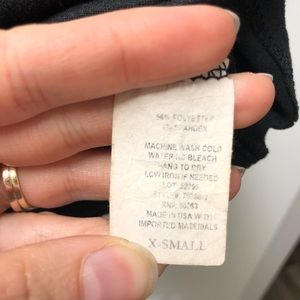 POLYESTER
MACHINE WASH COLD
WATER-NO BLEACH
HANG TO DRY
LOW IRON IF NEEDED
LOT:
STYLE#
RN#:
MADE IN USA WITH
IMPORTED MATERIALS
X-SMALL